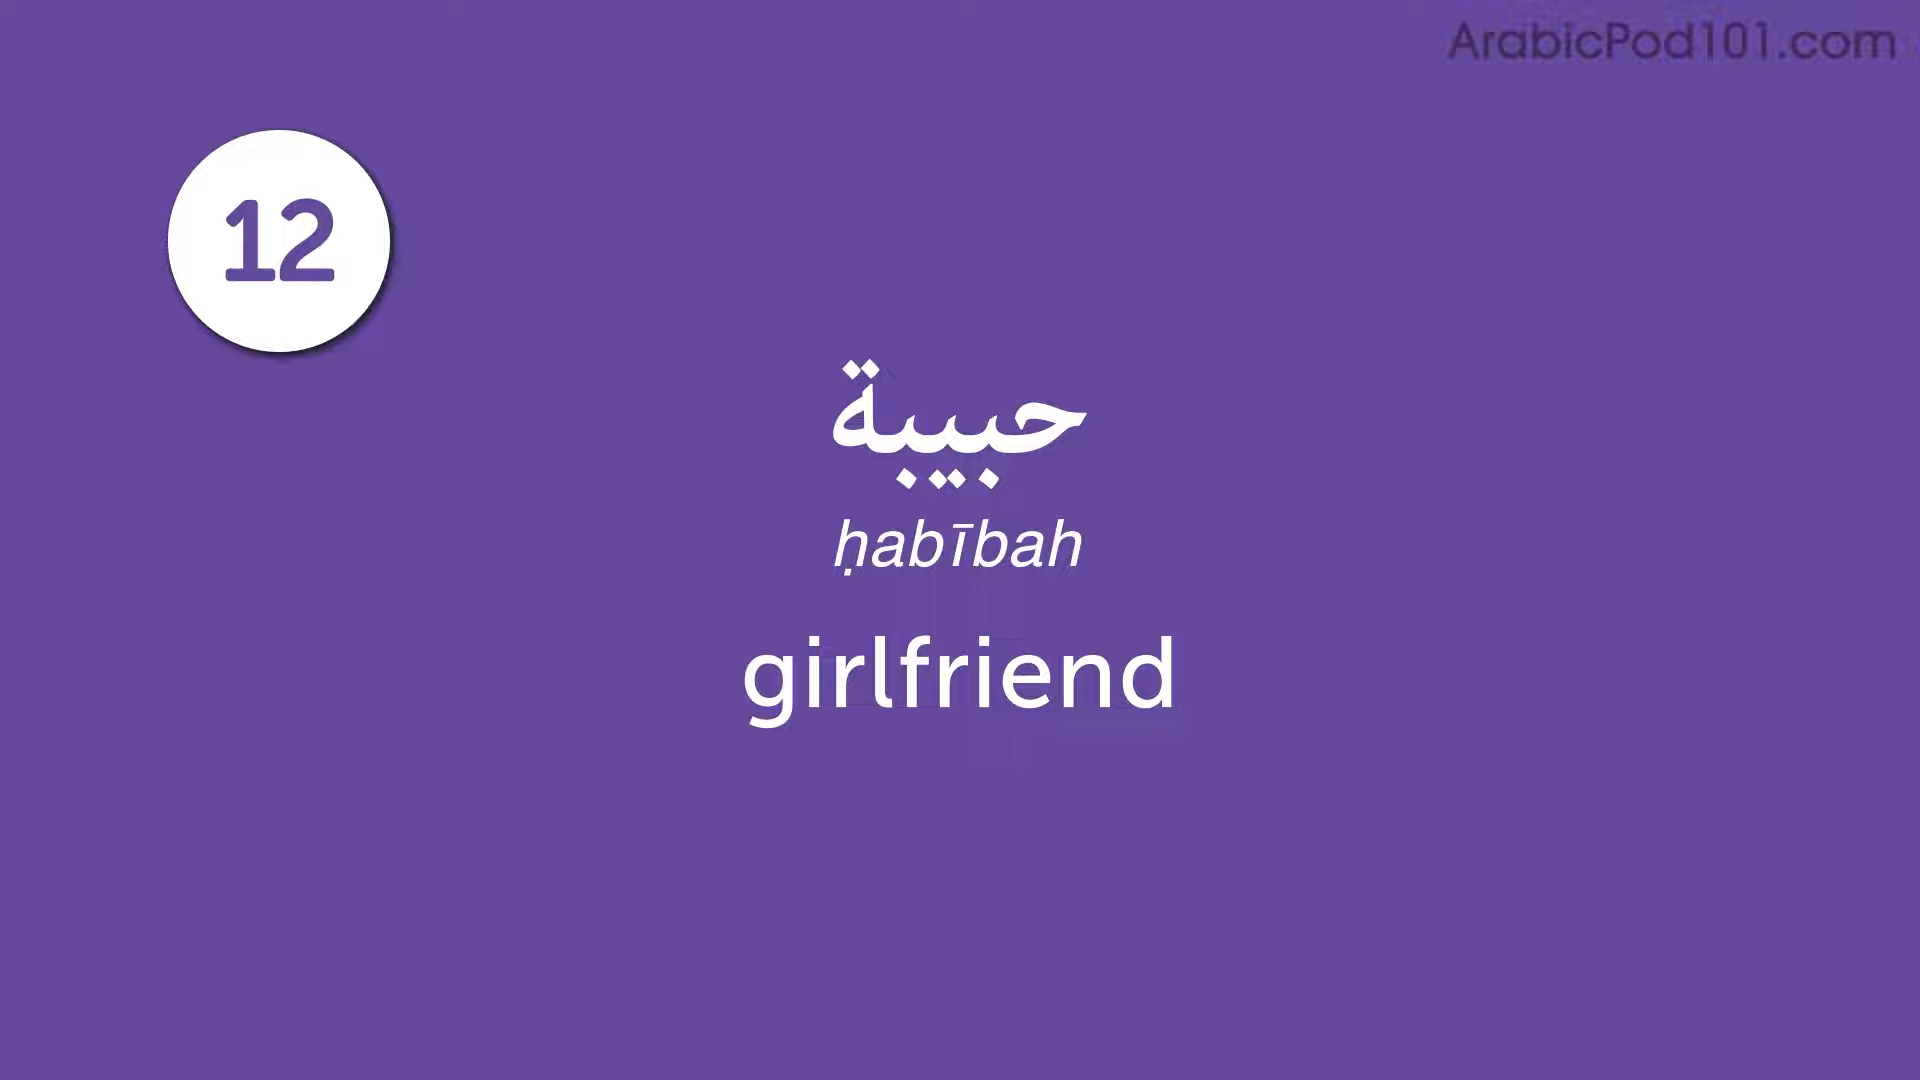 ArabicPod101.com
12
حبيبة
ḥabībah
girlfriend